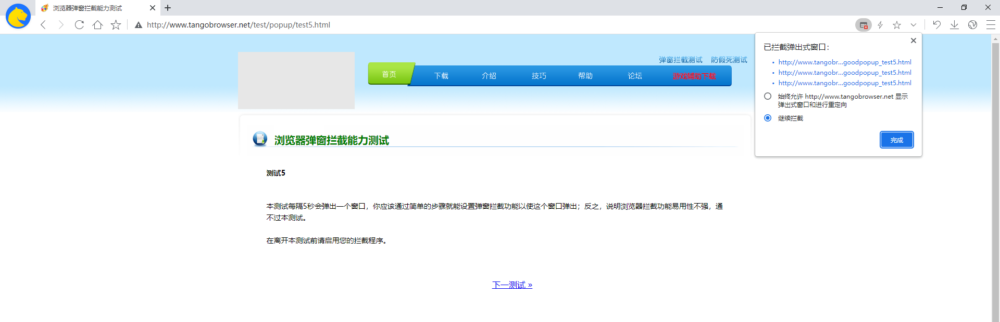 浏览器弹窗拦截能力测试
http://www.tangobrowser.net/test/popup/test5.html
已拦截弹出式窗口:
• http://www.tangobr...goodpopup_test5.html
• http://www.tangobr...goodpopup_test5.html
• http://www.tangobr...goodpopup_test5.html
始终允许 http://www.tangobrowser.net 显示
弹出式窗口和进行重定向
继续拦截
完成
弹窗拦截测试 防假死测试
首页 下载 介绍 技巧 帮助 论坛 游戏辅助下载
浏览器弹窗拦截能力测试
测试5
本测试每隔5秒会弹出一个窗口，你应该通过简单的步骤就能设置弹窗拦截功能以使这个窗口弹出；反之，说明浏览器拦截功能易用性不强，通
不过本测试。
在离开本测试前请启用您的拦截程序。
下一测试 »